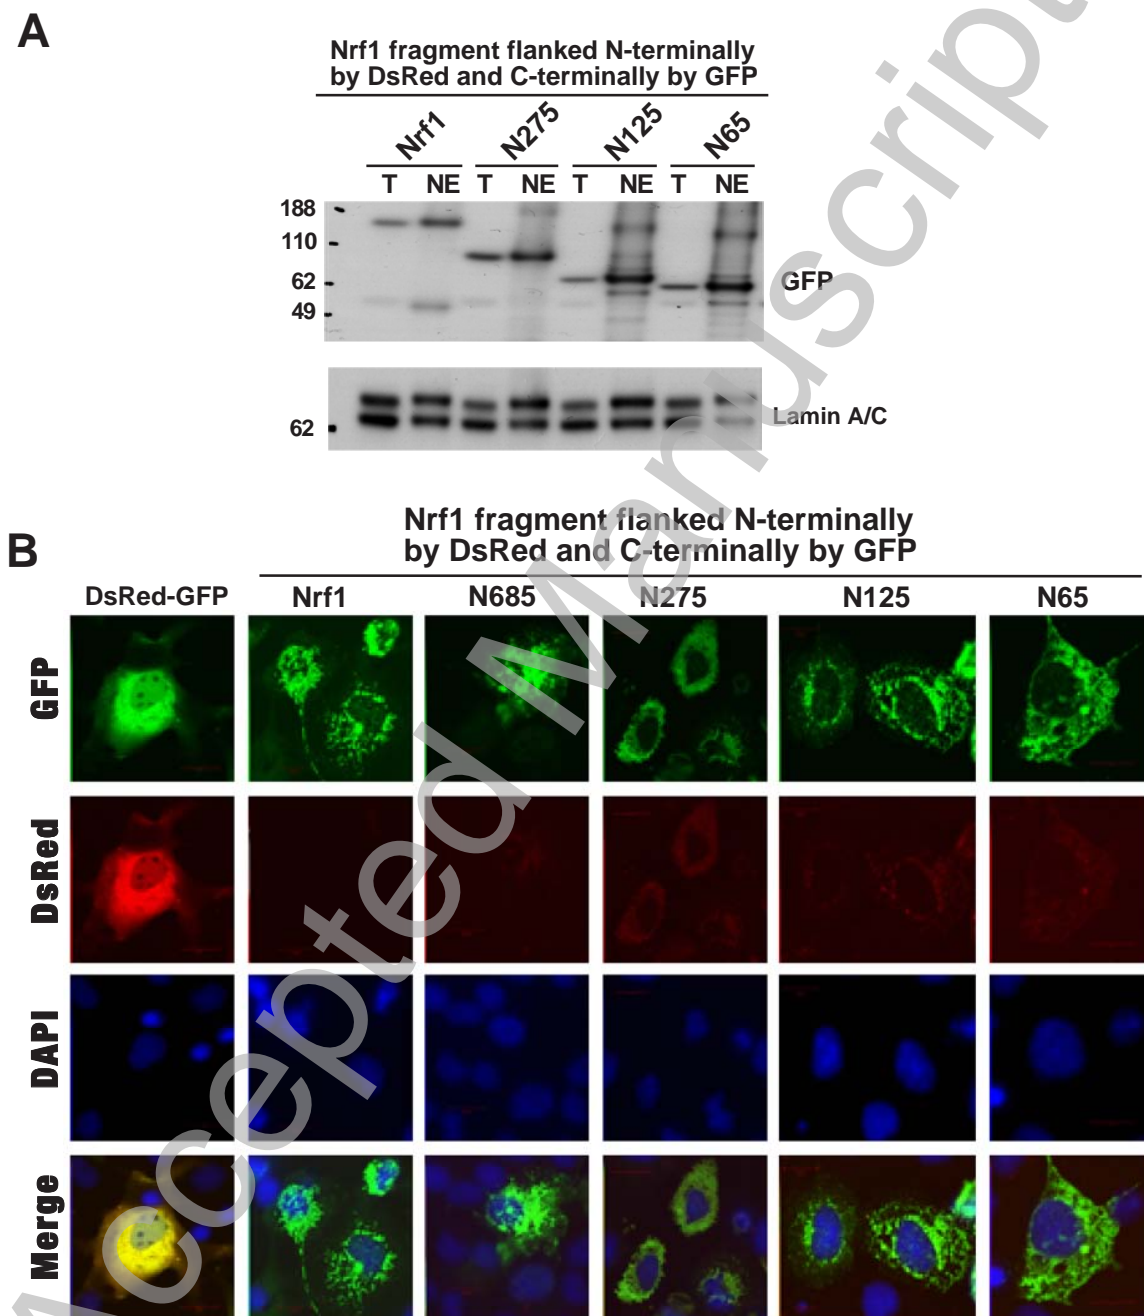 A
Nrf1 fragment flanked N-terminally
by DsRed and C-terminally by GFP
Nrf1 N275 N125 N65
T NE T NE T NE T NE
188
110
62
49
GFP
62
Lamin A/C
B
Nrf1 fragment flanked N-terminally
by DsRed and C-terminally by GFP
DsRed-GFP Nrf1 N685 N275 N125 N65
GFP
DsRed
DAPI
Merge
Accepted Manuscript